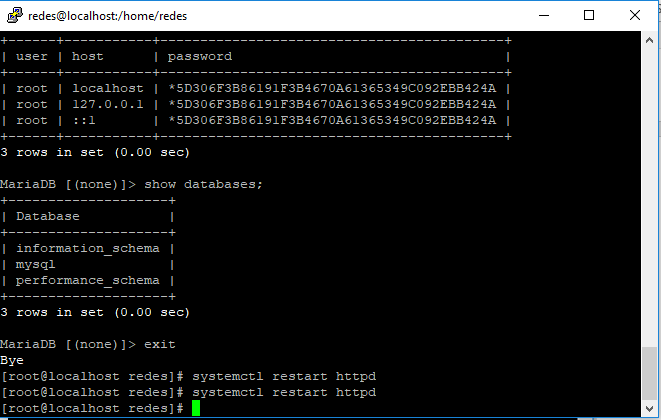 redes@localhost:/home/redes
+------+-----------+-------------------------------------------+
| user | host      | password                                  |
+------+-----------+-------------------------------------------+
| root | localhost | *5D306F3B86191F3B4670A61365349C092EBB424A |
| root | 127.0.0.1 | *5D306F3B86191F3B4670A61365349C092EBB424A |
| root | ::1       | *5D306F3B86191F3B4670A61365349C092EBB424A |
+------+-----------+-------------------------------------------+
3 rows in set (0.00 sec)
MariaDB [(none)]> show databases;
+--------------------+
| Database           |
+--------------------+
| information_schema |
| mysql              |
| performance_schema |
+--------------------+
3 rows in set (0.00 sec)
MariaDB [(none)]> exit
Bye
[root@localhost redes]# systemctl restart httpd
[root@localhost redes]# systemctl restart httpd
[root@localhost redes]#